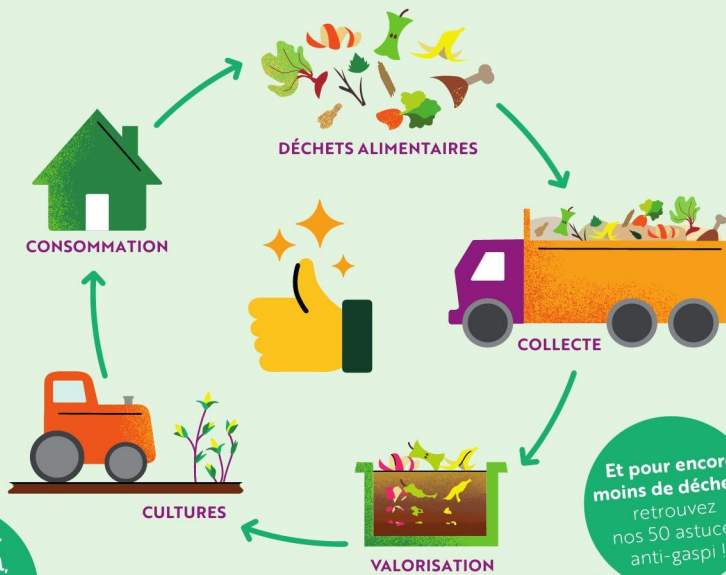 DÉCHETS ALIMENTAIRES
CONSOMMATION
COLLECTE
CULTURES
VALORISATION
Et pour encor
moins de déche
retrouvez
nos 50 astuce
anti-gaspi !